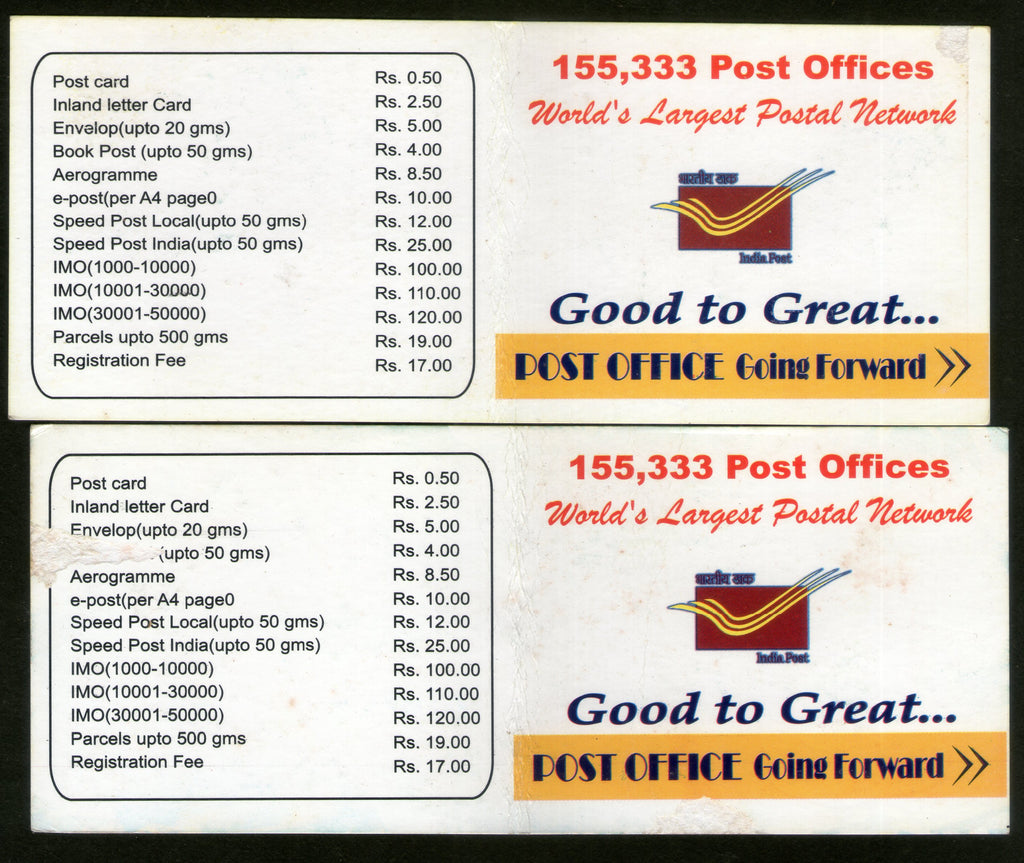 Post card Rs. 0.50
Inland letter Card Rs. 2.50
Envelop(upto 20 gms) Rs. 5.00
Book Post (upto 50 gms) Rs. 4.00
Aerogramme Rs. 8.50
e-post(per A4 page0 Rs. 10.00
Speed Post Local(upto 50 gms) Rs. 12.00
Speed Post India(upto 50 gms) Rs. 25.00
IMO(1000-10000) Rs. 100.00
IMO(10001-30000) Rs. 110.00
IMO(30001-50000) Rs. 120.00
Parcels upto 500 gms Rs. 19.00
Registration Fee Rs. 17.00
155,333 Post Offices
World's Largest Postal Network
भारतीय डाक
India Post
Good to Great...
POST OFFICE Going Forward >>
Post card Rs. 0.50
Inland letter Card Rs. 2.50
Envelop(upto 20 gms) Rs. 5.00
(upto 50 gms) Rs. 4.00
Aerogramme Rs. 8.50
e-post(per A4 page0 Rs. 10.00
Speed Post Local(upto 50 gms) Rs. 12.00
Speed Post India(upto 50 gms) Rs. 25.00
IMO(1000-10000) Rs. 100.00
IMO(10001-30000) Rs. 110.00
IMO(30001-50000) Rs. 120.00
Parcels upto 500 gms Rs. 19.00
Registration Fee Rs. 17.00
155,333 Post Offices
World's Largest Postal Network
भारतीय डाक
India Post
Good to Great...
POST OFFICE Going Forward >>